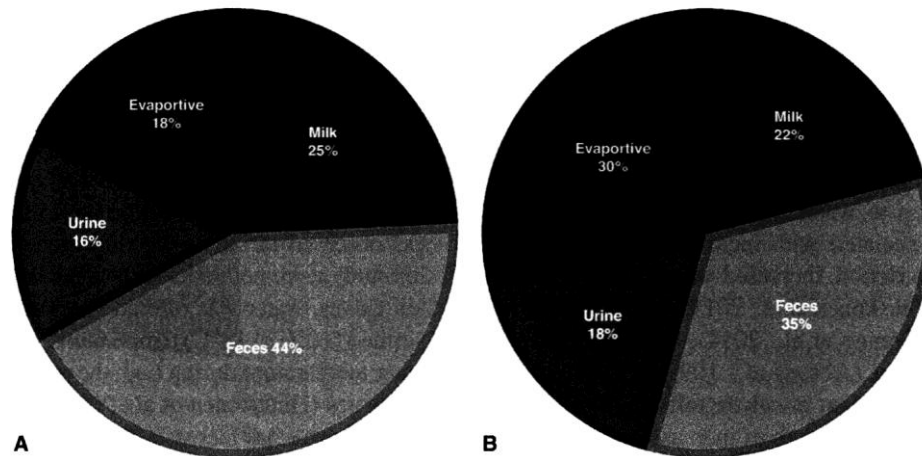 Evaportive
18%
Milk
25%
Urine
16%
Feces 44%
A
Evaportive
30%
Milk
22%
Urine
18%
Feces
35%
B